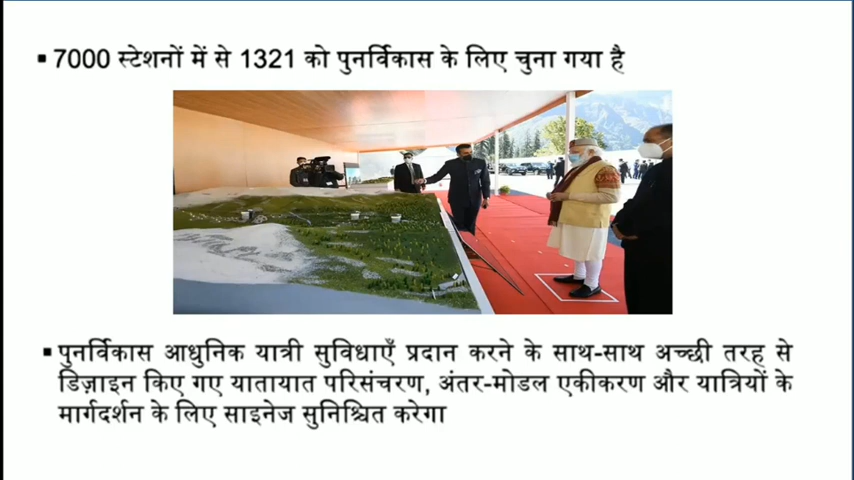 ▪ 7000 स्टेशनों में से 1321 को पुनर्विकास के लिए चुना गया है
▪ पुनर्विकास आधुनिक यात्री सुविधाएँ प्रदान करने के साथ-साथ अच्छी तरह से
डिज़ाइन किए गए यातायात परिसंचरण, अंतर-मोडल एकीकरण और यात्रियों के
मार्गदर्शन के लिए साइनेज सुनिश्चित करेगा